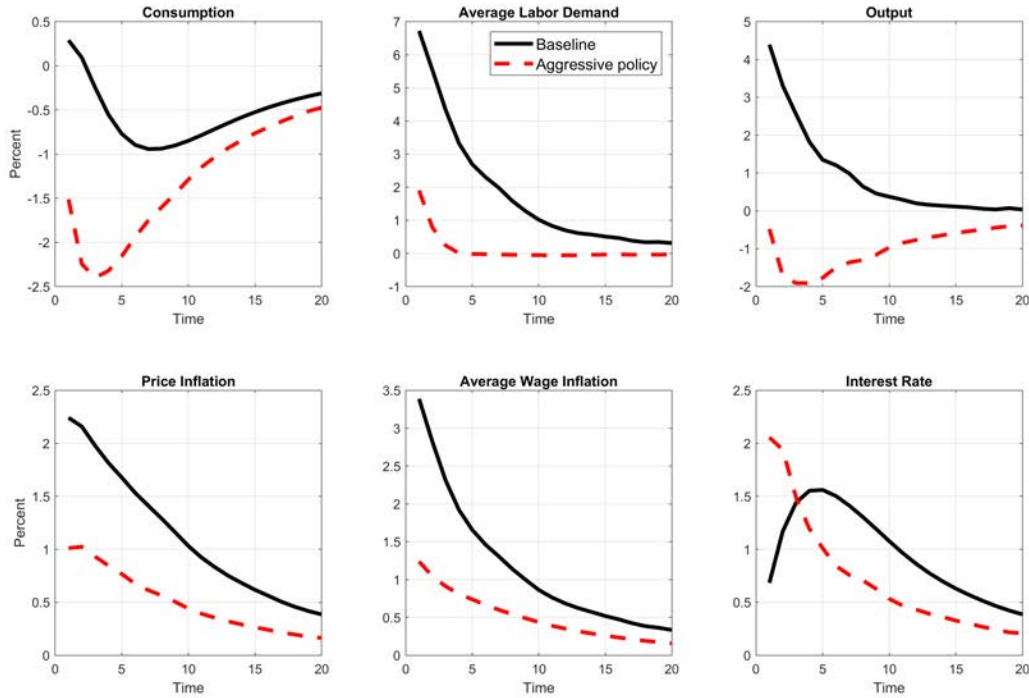 Consumption
0.5
0
-0.5
-1
-1.5
-2
-2.5
Percent
0 5 10 15 20
Time
Average Labor Demand
7
6
5
4
3
2
1
0
-1
Baseline
Aggressive policy
0 5 10 15 20
Time
Output
5
4
3
2
1
0
-1
-2
0 5 10 15 20
Time
Price Inflation
2.5
2
1.5
1
0.5
0
Percent
0 5 10 15 20
Time
Average Wage Inflation
3.5
3
2.5
2
1.5
1
0.5
0
0 5 10 15 20
Time
Interest Rate
2.5
2
1.5
1
0.5
0
0 5 10 15 20
Time